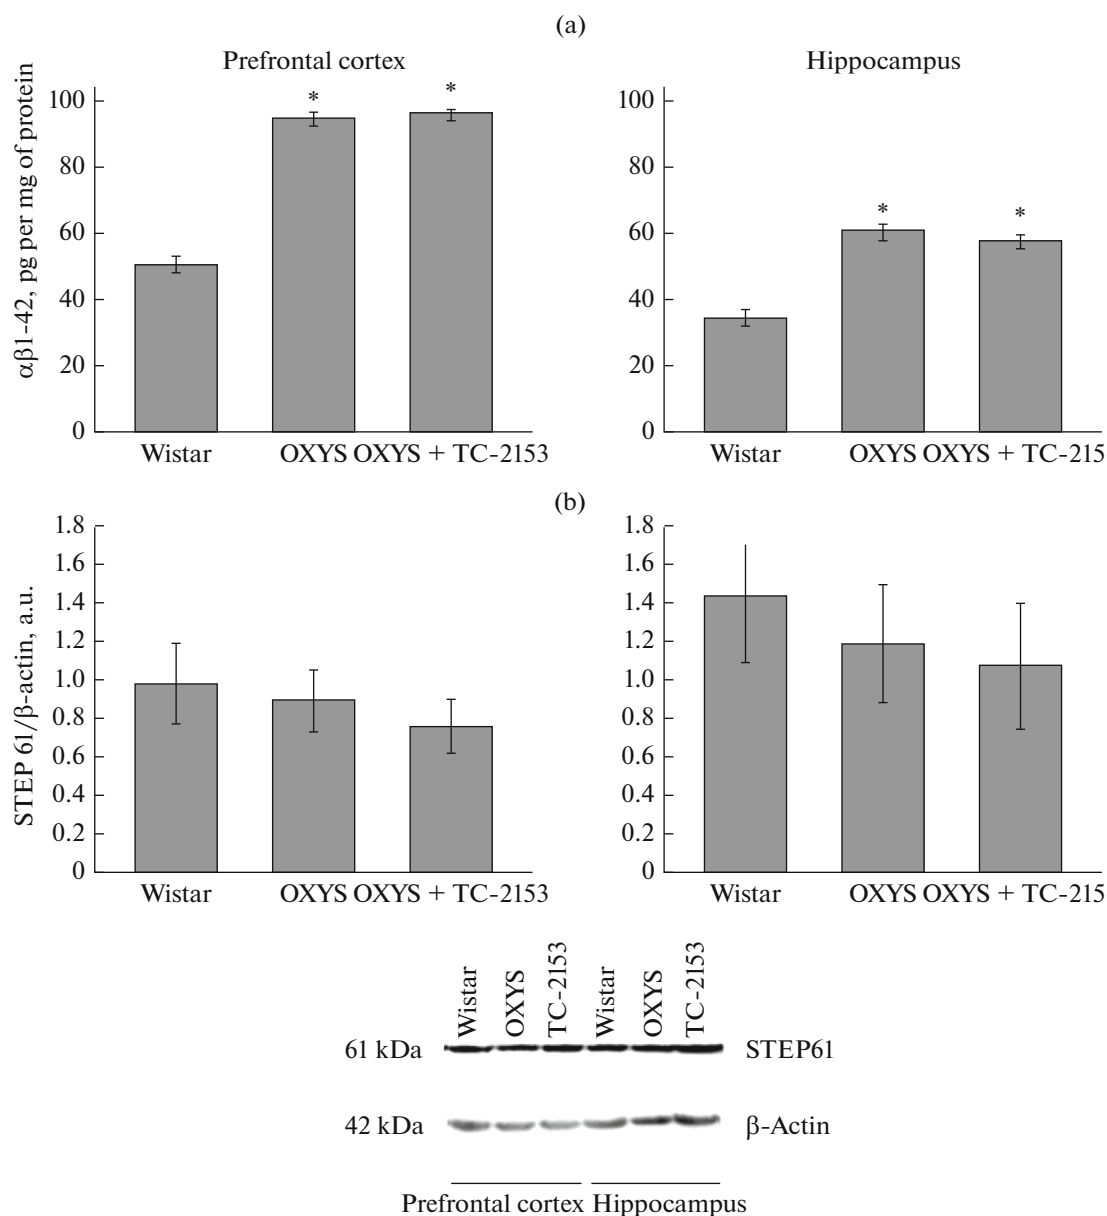 (a)
Prefrontal cortex
Hippocampus
αβ1-42, pg per mg of protein
100
80
60
40
20
0
*
*
Wistar
OXYS
OXYS + TC-2153
100
80
60
40
20
0
*
*
Wistar
OXYS
OXYS + TC-215
(b)
STEP 61/β-actin, a.u.
1.8
1.6
1.4
1.2
1.0
0.8
0.6
0.4
0.2
0
Wistar
OXYS
OXYS + TC-2153
1.8
1.6
1.4
1.2
1.0
0.8
0.6
0.4
0.2
0
Wistar
OXYS
OXYS + TC-215
Wistar
OXYS
TC-2153
Wistar
OXYS
TC-2153
61 kDa
STEP61
42 kDa
β-Actin
Prefrontal cortex
Hippocampus